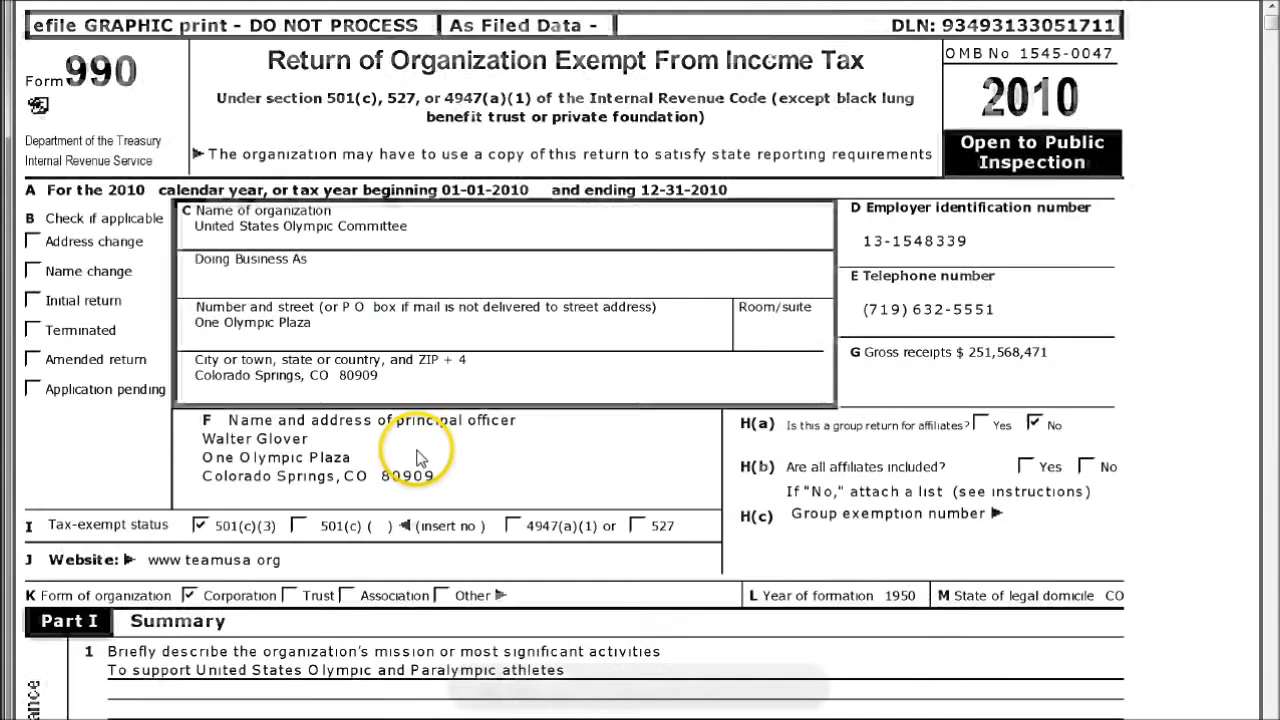 efile GRAPHIC print - DO NOT PROCESS
As Filed Data -
DLN: 93493133051711
Form 990
Department of the Treasury
Internal Revenue Service
Return of Organization Exempt From Income Tax
Under section 501(c), 527, or 4947(a)(1) of the Internal Revenue Code (except black lung
benefit trust or private foundation)
▶ The organization may have to use a copy of this return to satisfy state reporting requirements
OMB No 1545-0047
2010
Open to Public
Inspection
A For the 2010 calendar year, or tax year beginning 01-01-2010 and ending 12-31-2010
B Check if applicable
Address change
Name change
Initial return
Terminated
Amended return
Application pending
C Name of organization
United States Olympic Committee
Doing Business As
Number and street (or P O box if mail is not delivered to street address)
Room/suite
One Olympic Plaza
City or town, state or country, and ZIP + 4
Colorado Springs, CO 80909
D Employer identification number
13-1548339
E Telephone number
(719) 632-5551
G Gross receipts $ 251,568,471
F Name and address of principal officer
Walter Glover
One Olympic Plaza
Colorado Springs, CO 80909
H(a) Is this a group return for affiliates? Yes No
H(b) Are all affiliates included? Yes No
If "No," attach a list (see instructions)
H(c) Group exemption number ▶
I Tax-exempt status 501(c)(3) 501(c) ( ) ◀ (insert no ) 4947(a)(1) or 527
J Website: ▶ www teamusa org
K Form of organization Corporation Trust Association Other ▶
L Year of formation 1950
M State of legal domicile CO
Part I Summary
1 Briefly describe the organization's mission or most significant activities
To support United States Olympic and Paralympic athletes